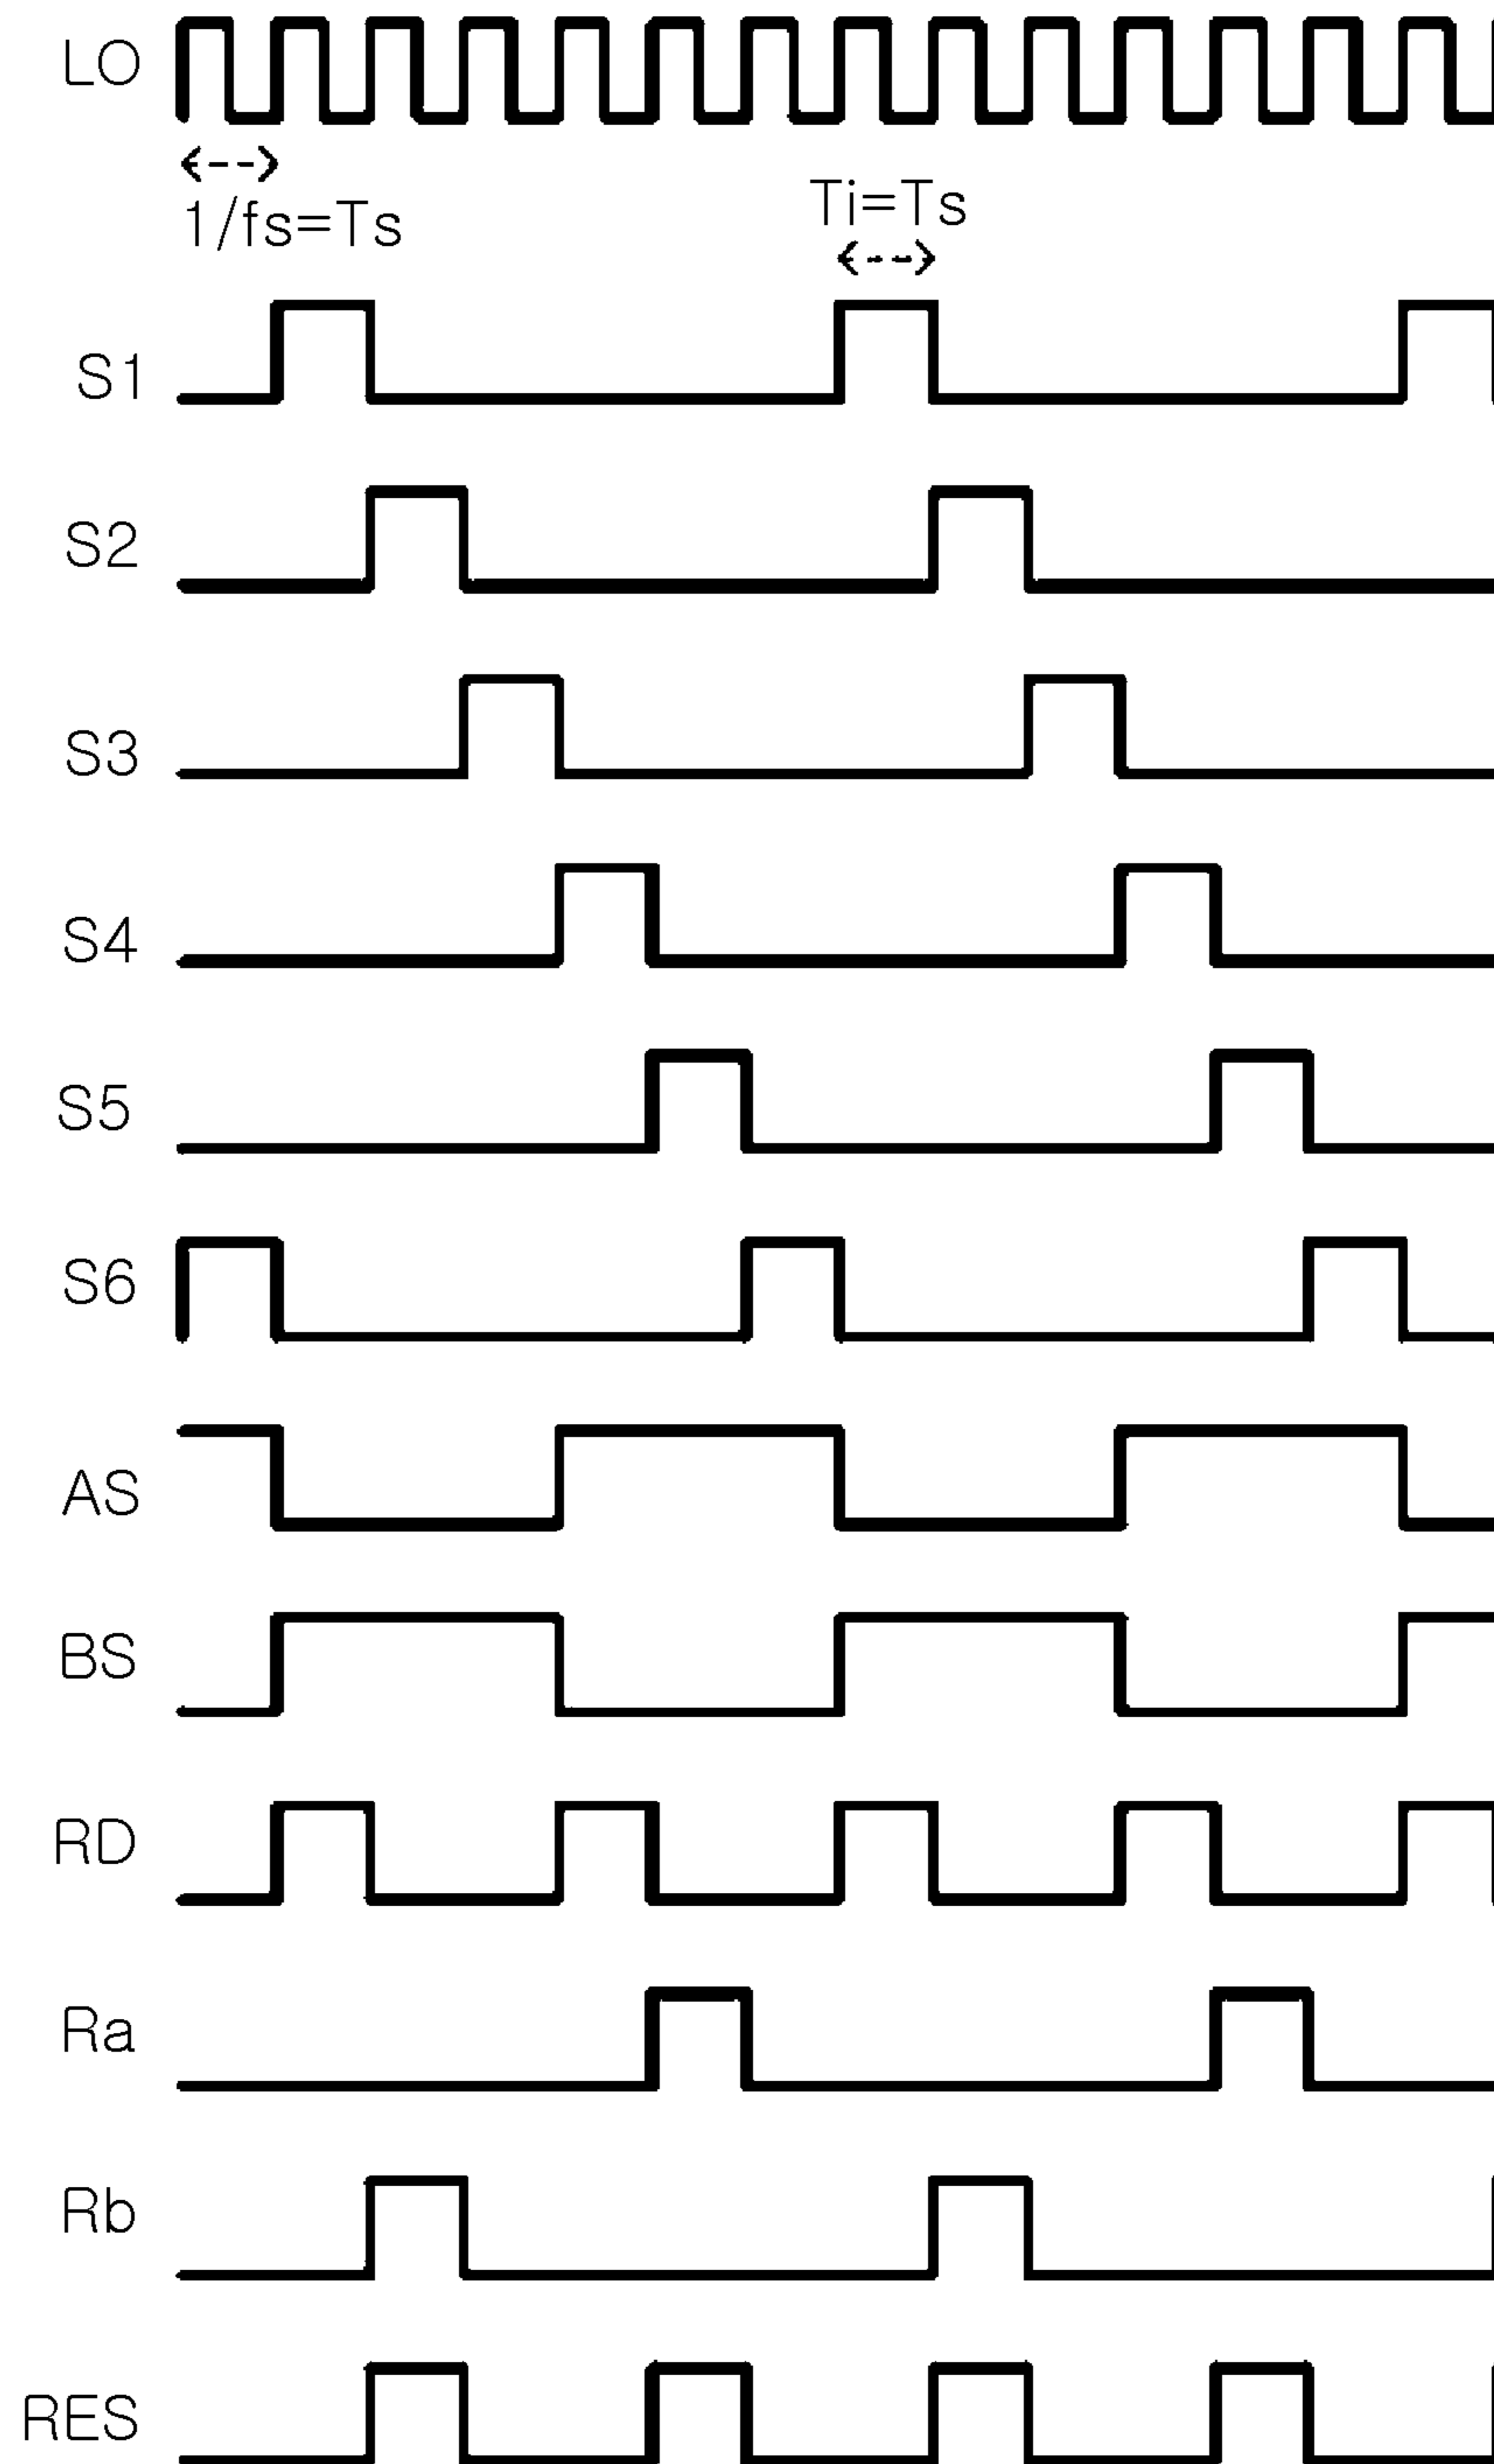 LO
1/fs=Ts
Ti=Ts
S1
S2
S3
S4
S5
S6
AS
BS
RD
Ra
Rb
RES